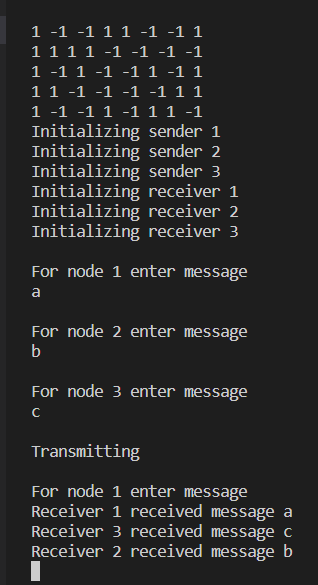 1 -1 -1 1 1 -1 -1 1
1 1 1 1 -1 -1 -1 -1
1 -1 1 -1 -1 1 -1 1
1 1 -1 -1 -1 -1 1 1
1 -1 -1 1 -1 1 1 -1
Initializing sender 1
Initializing sender 2
Initializing sender 3
Initializing receiver 1
Initializing receiver 2
Initializing receiver 3
For node 1 enter message
a
For node 2 enter message
b
For node 3 enter message
c
Transmitting
For node 1 enter message
Receiver 1 received message a
Receiver 3 received message c
Receiver 2 received message b